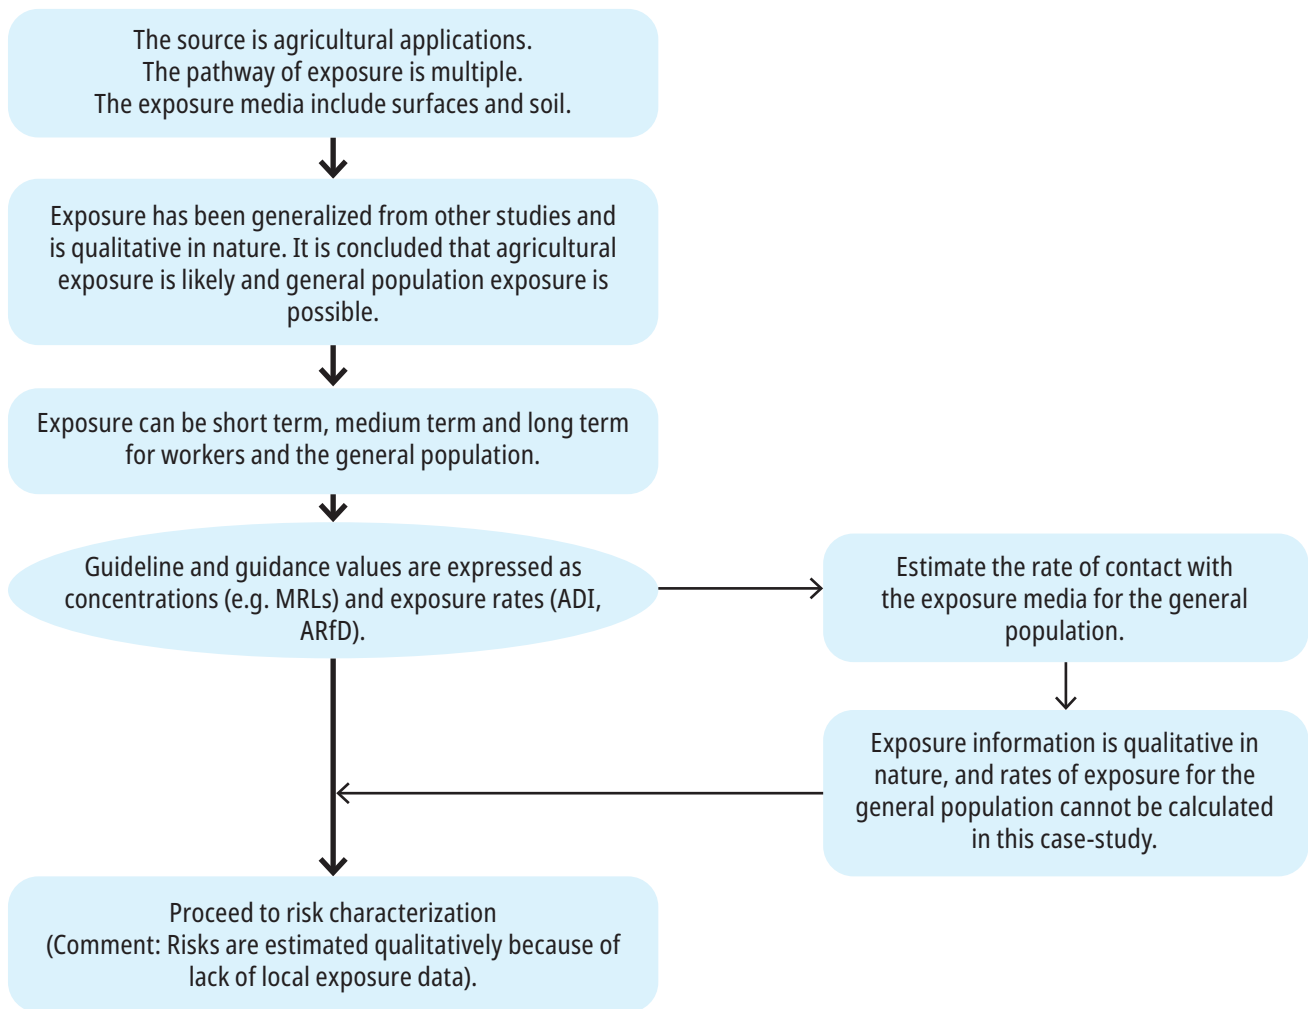 The source is agricultural applications.
The pathway of exposure is multiple.
The exposure media include surfaces and soil.
Exposure has been generalized from other studies and
is qualitative in nature. It is concluded that agricultural
exposure is likely and general population exposure is
possible.
Exposure can be short term, medium term and long term
for workers and the general population.
Guideline and guidance values are expressed as
concentrations (e.g. MRLs) and exposure rates (ADI,
ARfD).
Estimate the rate of contact with
the exposure media for the general
population.
Exposure information is qualitative in
nature, and rates of exposure for the
general population cannot be calculated
in this case-study.
Proceed to risk characterization
(Comment: Risks are estimated qualitatively because of
lack of local exposure data).